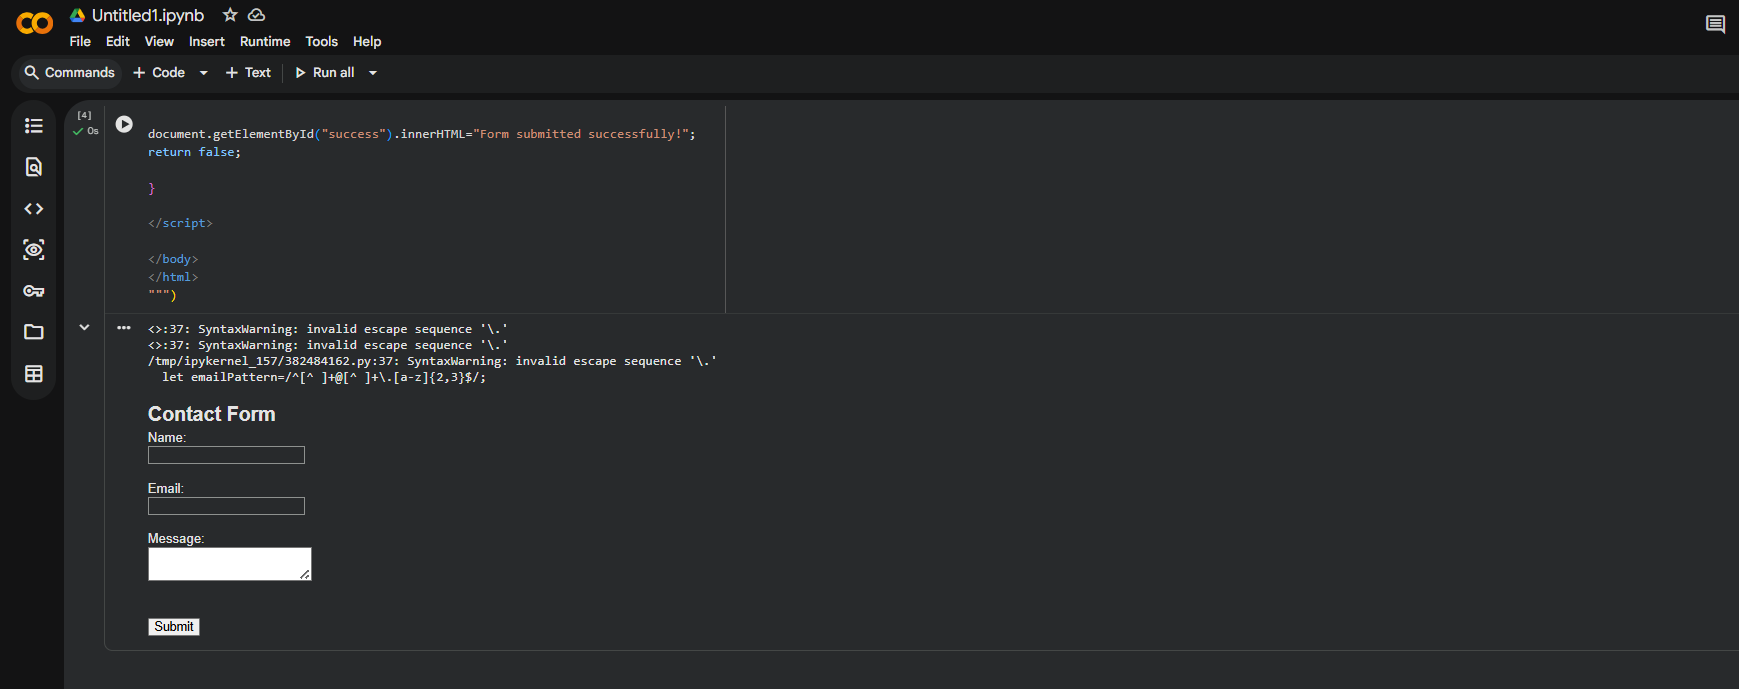 Untitled1.ipynb
File Edit View Insert Runtime Tools Help
Commands + Code + Text Run all
[4]
0s
document.getElementById("success").innerHTML="Form submitted successfully!";
return false;
}
</script>
</body>
</html>
""")
<>:37: SyntaxWarning: invalid escape sequence '\.'
<>:37: SyntaxWarning: invalid escape sequence '\.'
/tmp/ipykernel_157/382484162.py:37: SyntaxWarning: invalid escape sequence '\.'
let emailPattern=/^[^ ]+@[^ ]+\.[a-z]{2,3}$/;
Contact Form
Name:
Email:
Message:
Submit